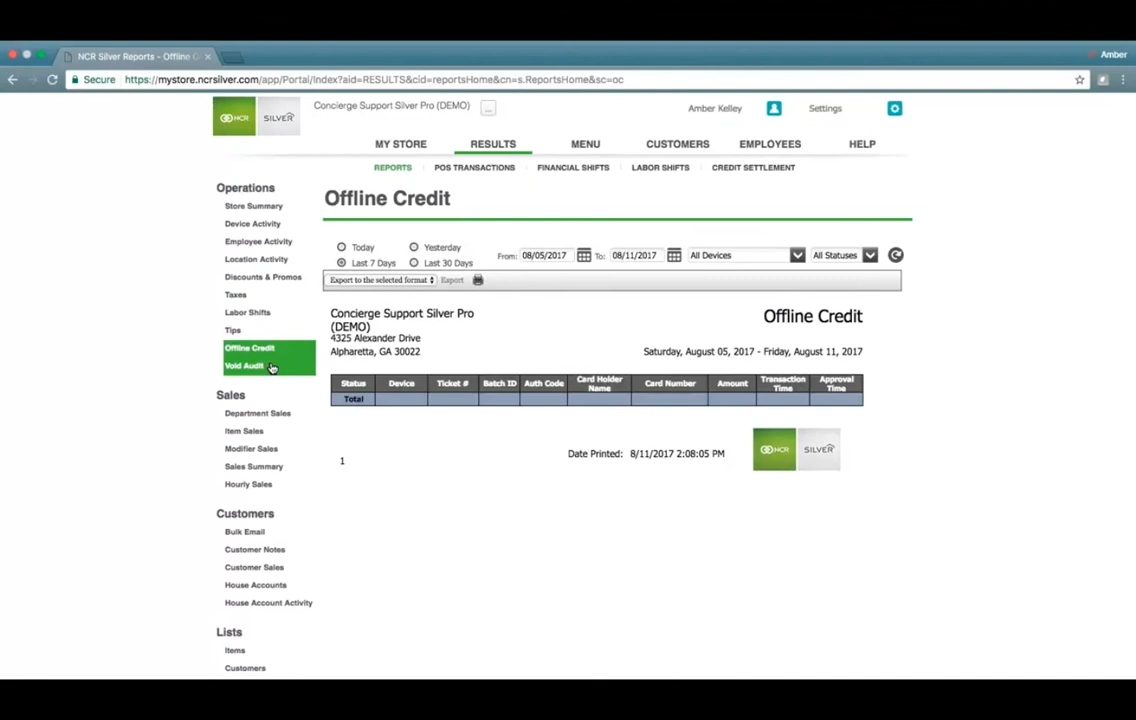 NCR Silver Reports - Offline C
Amber
Secure https://mystore.ncrsilver.com/app/Portal/Index?aid=RESULTS&cid=reportsHome&cn=s.ReportsHome&sc=oc
NCR SILVER
Concierge Support Silver Pro (DEMO) ...
Amber Kelley Settings
MY STORE RESULTS MENU CUSTOMERS EMPLOYEES HELP
REPORTS POS TRANSACTIONS FINANCIAL SHIFTS LABOR SHIFTS CREDIT SETTLEMENT
Operations
Store Summary
Device Activity
Employee Activity
Location Activity
Discounts & Promos
Taxes
Labor Shifts
Tips
Offline Credit
Void Audit
Sales
Department Sales
Item Sales
Modifier Sales
Sales Summary
Hourly Sales
Customers
Bulk Email
Customer Notes
Customer Sales
House Accounts
House Account Activity
Lists
Items
Customers
Offline Credit
Today Yesterday
Last 7 Days Last 30 Days
From: 08/05/2017 To: 08/11/2017 All Devices All Statuses
Export to the selected format Export
Concierge Support Silver Pro
(DEMO)
4325 Alexander Drive
Alpharetta, GA 30022
Offline Credit
Saturday, August 05, 2017 - Friday, August 11, 2017
Status Device Ticket # Batch ID Auth Code Card Holder Name Card Number Amount Transaction Time Approval Time
Total
1
Date Printed: 8/11/2017 2:08:05 PM
NCR SILVER